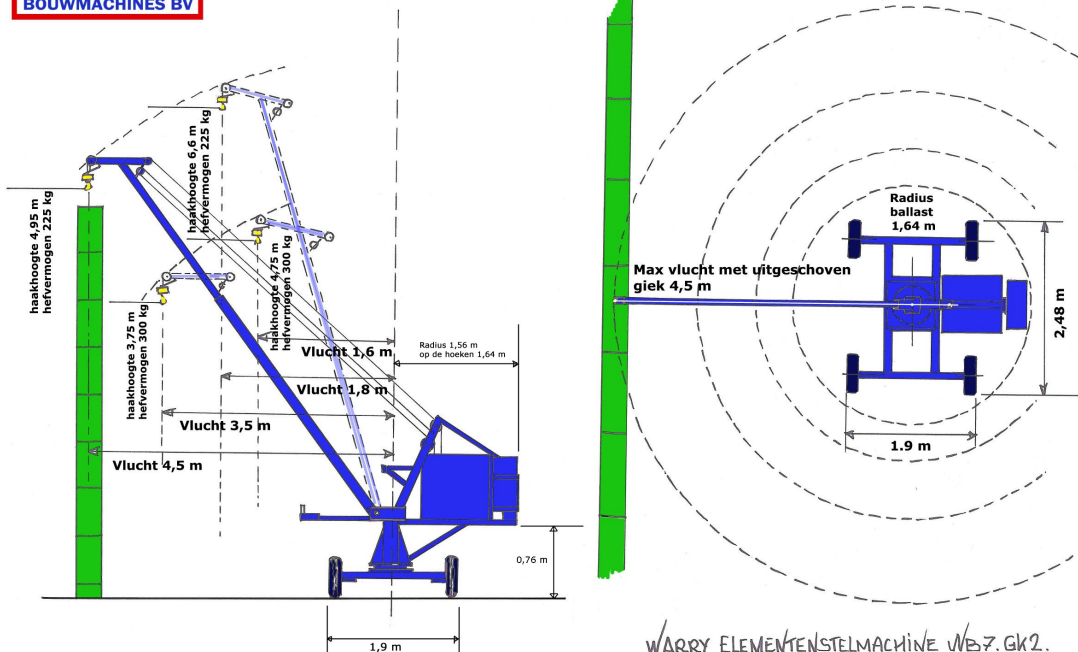 BOUWMACHINES BV
haakhoogte 6,6 m
hefvermogen 225 kg
haakhoogte 4,95 m
hefvermogen 225 kg
haakhoogte 4,75 m
hefvermogen 300 kg
haakhoogte 3,75 m
hefvermogen 300 kg
Vlucht 1,6 m
Radius 1,56 m
op de hoeken 1,64 m
Vlucht 1,8 m
Vlucht 3,5 m
Vlucht 4,5 m
0,76 m
1,9 m
Radius
ballast
1,64 m
Max vlucht met uitgeschoven
giek 4,5 m
2,48 m
1.9 m
WARRY ELEMENTENSTELMACHINE WB7.GK2.